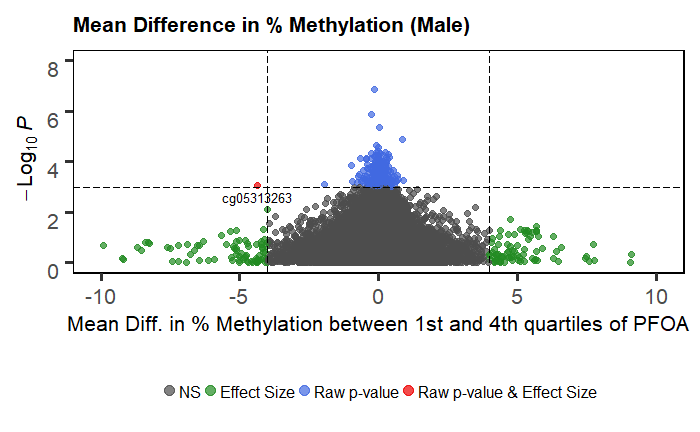 Mean Difference in % Methylation (Male)
8
6
4
2
0
−Log10 P
cg05313263
-10 -5 0 5 10
Mean Diff. in % Methylation between 1st and 4th quartiles of PFOA
NS Effect Size Raw p-value Raw p-value & Effect Size